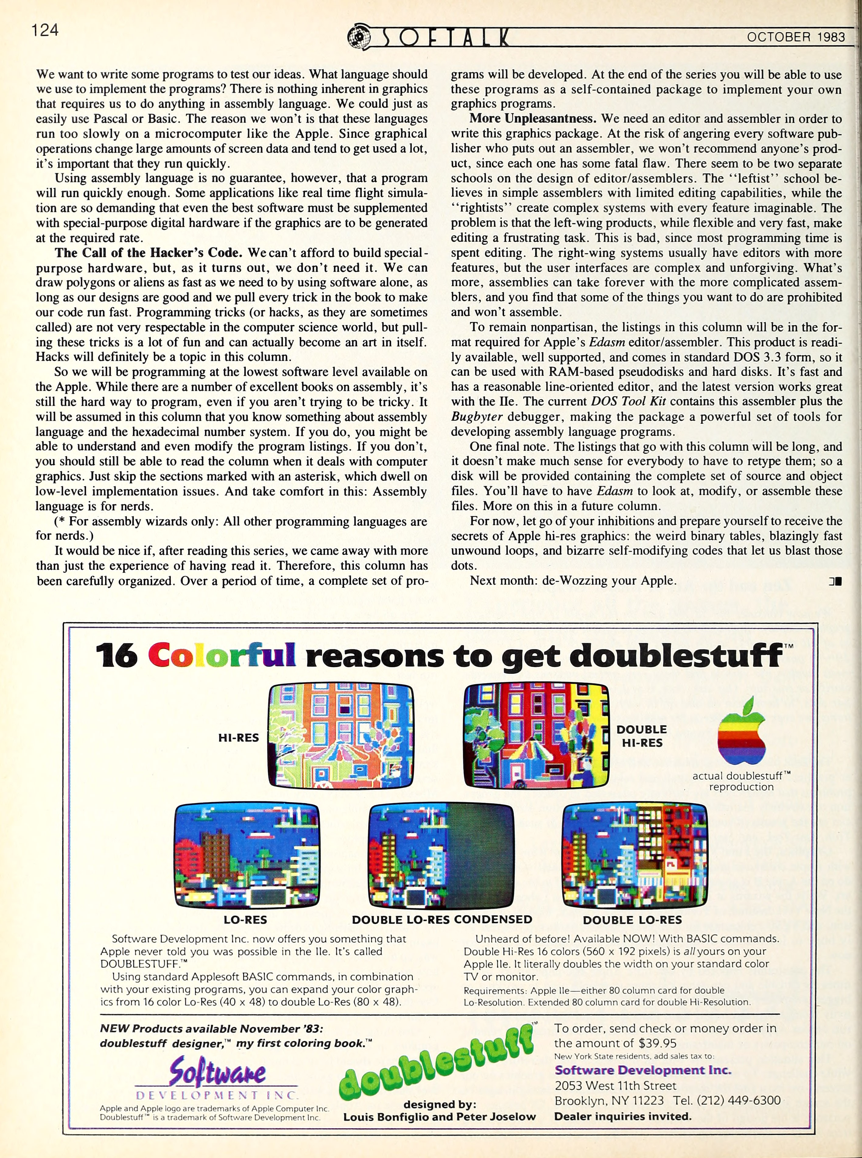 124
SOFTALK
OCTOBER 1983
We want to write some programs to test our ideas. What language should
we use to implement the programs? There is nothing inherent in graphics
that requires us to do anything in assembly language. We could just as
easily use Pascal or Basic. The reason we won't is that these languages
run too slowly on a microcomputer like the Apple. Since graphical
operations change large amounts of screen data and tend to get used a lot,
it's important that they run quickly.
Using assembly language is no guarantee, however, that a program
will run quickly enough. Some applications like real time flight simula-
tion are so demanding that even the best software must be supplemented
with special-purpose digital hardware if the graphics are to be generated
at the required rate.
The Call of the Hacker's Code. We can't afford to build special-
purpose hardware, but, as it turns out, we don't need it. We can
draw polygons or aliens as fast as we need to by using software alone, as
long as our designs are good and we pull every trick in the book to make
our code run fast. Programming tricks (or hacks, as they are sometimes
called) are not very respectable in the computer science world, but pull-
ing these tricks is a lot of fun and can actually become an art in itself.
Hacks will definitely be a topic in this column.
So we will be programming at the lowest software level available on
the Apple. While there are a number of excellent books on assembly, it's
still the hard way to program, even if you aren't trying to be tricky. It
will be assumed in this column that you know something about assembly
language and the hexadecimal number system. If you do, you might be
able to understand and even modify the program listings. If you don't,
you should still be able to read the column when it deals with computer
graphics. Just skip the sections marked with an asterisk, which dwell on
low-level implementation issues. And take comfort in this: Assembly
language is for nerds.
(* For assembly wizards only: All other programming languages are
for nerds.)
It would be nice if, after reading this series, we came away with more
than just the experience of having read it. Therefore, this column has
been carefully organized. Over a period of time, a complete set of pro-
grams will be developed. At the end of the series you will be able to use
these programs as a self-contained package to implement your own
graphics programs.
More Unpleasantness. We need an editor and assembler in order to
write this graphics package. At the risk of angering every software pub-
lisher who puts out an assembler, we won't recommend anyone's prod-
uct, since each one has some fatal flaw. There seem to be two separate
schools on the design of editor/assemblers. The "leftist" school be-
lieves in simple assemblers with limited editing capabilities, while the
"rightists" create complex systems with every feature imaginable. The
problem is that the left-wing products, while flexible and very fast, make
editing a frustrating task. This is bad, since most programming time is
spent editing. The right-wing systems usually have editors with more
features, but the user interfaces are complex and unforgiving. What's
more, assemblies can take forever with the more complicated assem-
blers, and you find that some of the things you want to do are prohibited
and won't assemble.
To remain nonpartisan, the listings in this column will be in the for-
mat required for Apple's Edasm editor/assembler. This product is readi-
ly available, well supported, and comes in standard DOS 3.3 form, so it
can be used with RAM-based pseudodisks and hard disks. It's fast and
has a reasonable line-oriented editor, and the latest version works great
with the IIe. The current DOS Tool Kit contains this assembler plus the
Bugbyter debugger, making the package a powerful set of tools for
developing assembly language programs.
One final note. The listings that go with this column will be long, and
it doesn't make much sense for everybody to have to retype them; so a
disk will be provided containing the complete set of source and object
files. You'll have to have Edasm to look at, modify, or assemble these
files. More on this in a future column.
For now, let go of your inhibitions and prepare yourself to receive the
secrets of Apple hi-res graphics: the weird binary tables, blazingly fast
unwound loops, and bizarre self-modifying codes that let us blast those
dots.
Next month: de-Wozzing your Apple.
16 Colorful reasons to get doublestuff™
HI-RES
DOUBLE
HI-RES
actual doublestuff™
reproduction
LO-RES
DOUBLE LO-RES CONDENSED
DOUBLE LO-RES
Software Development Inc. now offers you something that
Apple never told you was possible in the IIe. It's called
DOUBLESTUFF.™
Using standard Applesoft BASIC commands, in combination
with your existing programs, you can expand your color graph-
ics from 16 color Lo-Res (40 x 48) to double Lo-Res (80 x 48).
Unheard of before! Available NOW! With BASIC commands.
Double Hi-Res 16 colors (560 x 192 pixels) is all yours on your
Apple IIe. It literally doubles the width on your standard color
TV or monitor.
Requirements: Apple IIe—either 80 column card for double
Lo-Resolution. Extended 80 column card for double Hi-Resolution.
NEW Products available November '83:
doublestuff designer,™ my first coloring book.™
Software
DEVELOPMENT INC.
Apple and Apple logo are trademarks of Apple Computer Inc.
Doublestuff™ is a trademark of Software Development Inc.
doublestuff™
designed by:
Louis Bonfiglio and Peter Joselow
To order, send check or money order in
the amount of $39.95
New York State residents, add sales tax to:
Software Development Inc.
2053 West 11th Street
Brooklyn, NY 11223 Tel. (212) 449-6300
Dealer inquiries invited.